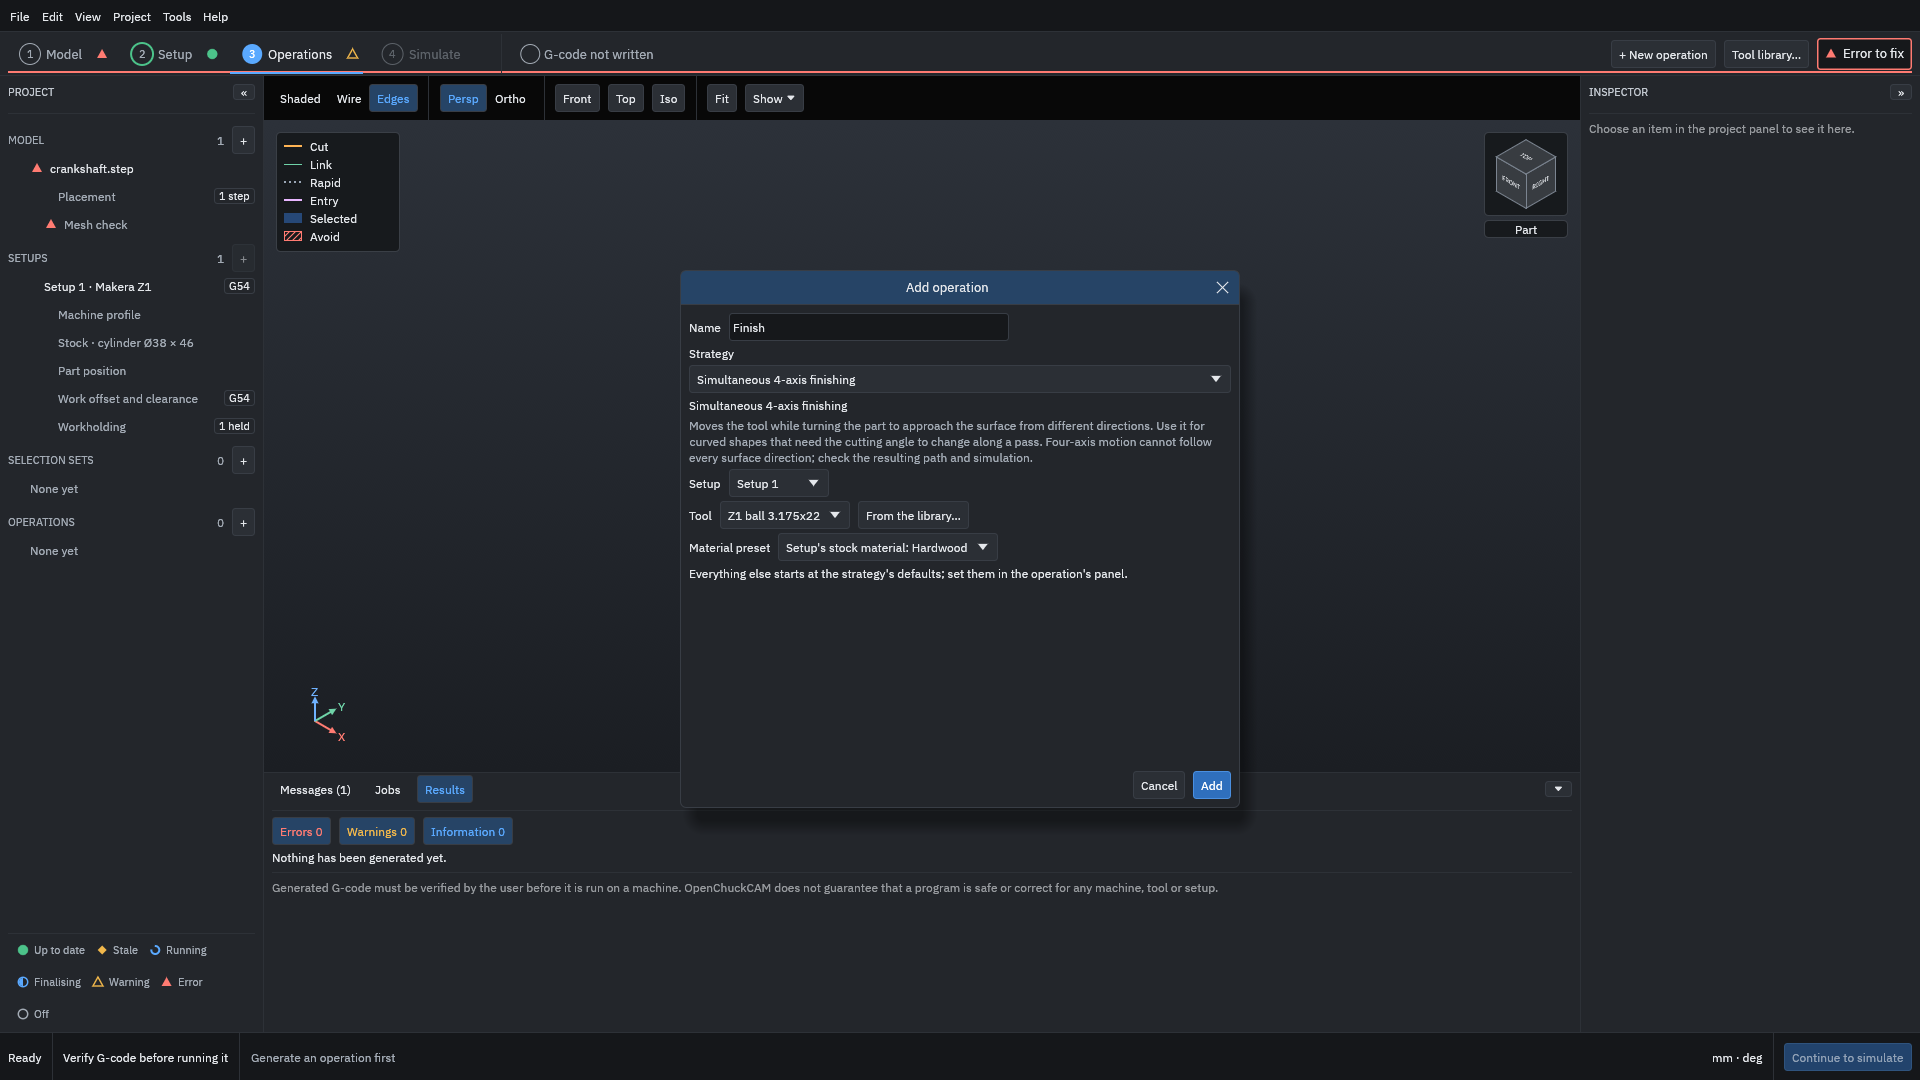 File Edit View Project Tools Help
1 Model 2 Setup 3 Operations 4 Simulate G-code not written + New operation Tool library... Error to fix
PROJECT «
Shaded Wire Edges Persp Ortho Front Top Iso Fit Show
INSPECTOR »
Choose an item in the project panel to see it here.
MODEL 1 +
crankshaft.step
Placement 1 step
Mesh check
SETUPS 1 +
Setup 1 · Makera Z1 G54
Machine profile
Stock · cylinder Ø38 × 46
Part position
Work offset and clearance G54
Workholding 1 held
SELECTION SETS 0 +
None yet
OPERATIONS 0 +
None yet
Cut
Link
Rapid
Entry
Selected
Avoid
TOP
FRONT RIGHT
Part
Add operation
Name Finish
Strategy
Simultaneous 4-axis finishing
Simultaneous 4-axis finishing
Moves the tool while turning the part to approach the surface from different directions. Use it for
curved shapes that need the cutting angle to change along a pass. Four-axis motion cannot follow
every surface direction; check the resulting path and simulation.
Setup Setup 1
Tool Z1 ball 3.175x22 From the library...
Material preset Setup's stock material: Hardwood
Everything else starts at the strategy's defaults; set them in the operation's panel.
Cancel Add
Z
Y
X
Messages (1) Jobs Results
Errors 0 Warnings 0 Information 0
Nothing has been generated yet.
Generated G-code must be verified by the user before it is run on a machine. OpenChuckCAM does not guarantee that a program is safe or correct for any machine, tool or setup.
Up to date Stale Running
Finalising Warning Error
Off
Ready Verify G-code before running it Generate an operation first mm · deg Continue to simulate